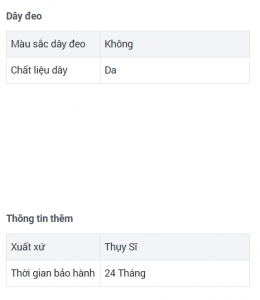 Dây đeo
Màu sắc dây đeo Không
Chất liệu dây Da
Thông tin thêm
Xuất xứ Thụy Sĩ
Thời gian bảo hành 24 Tháng